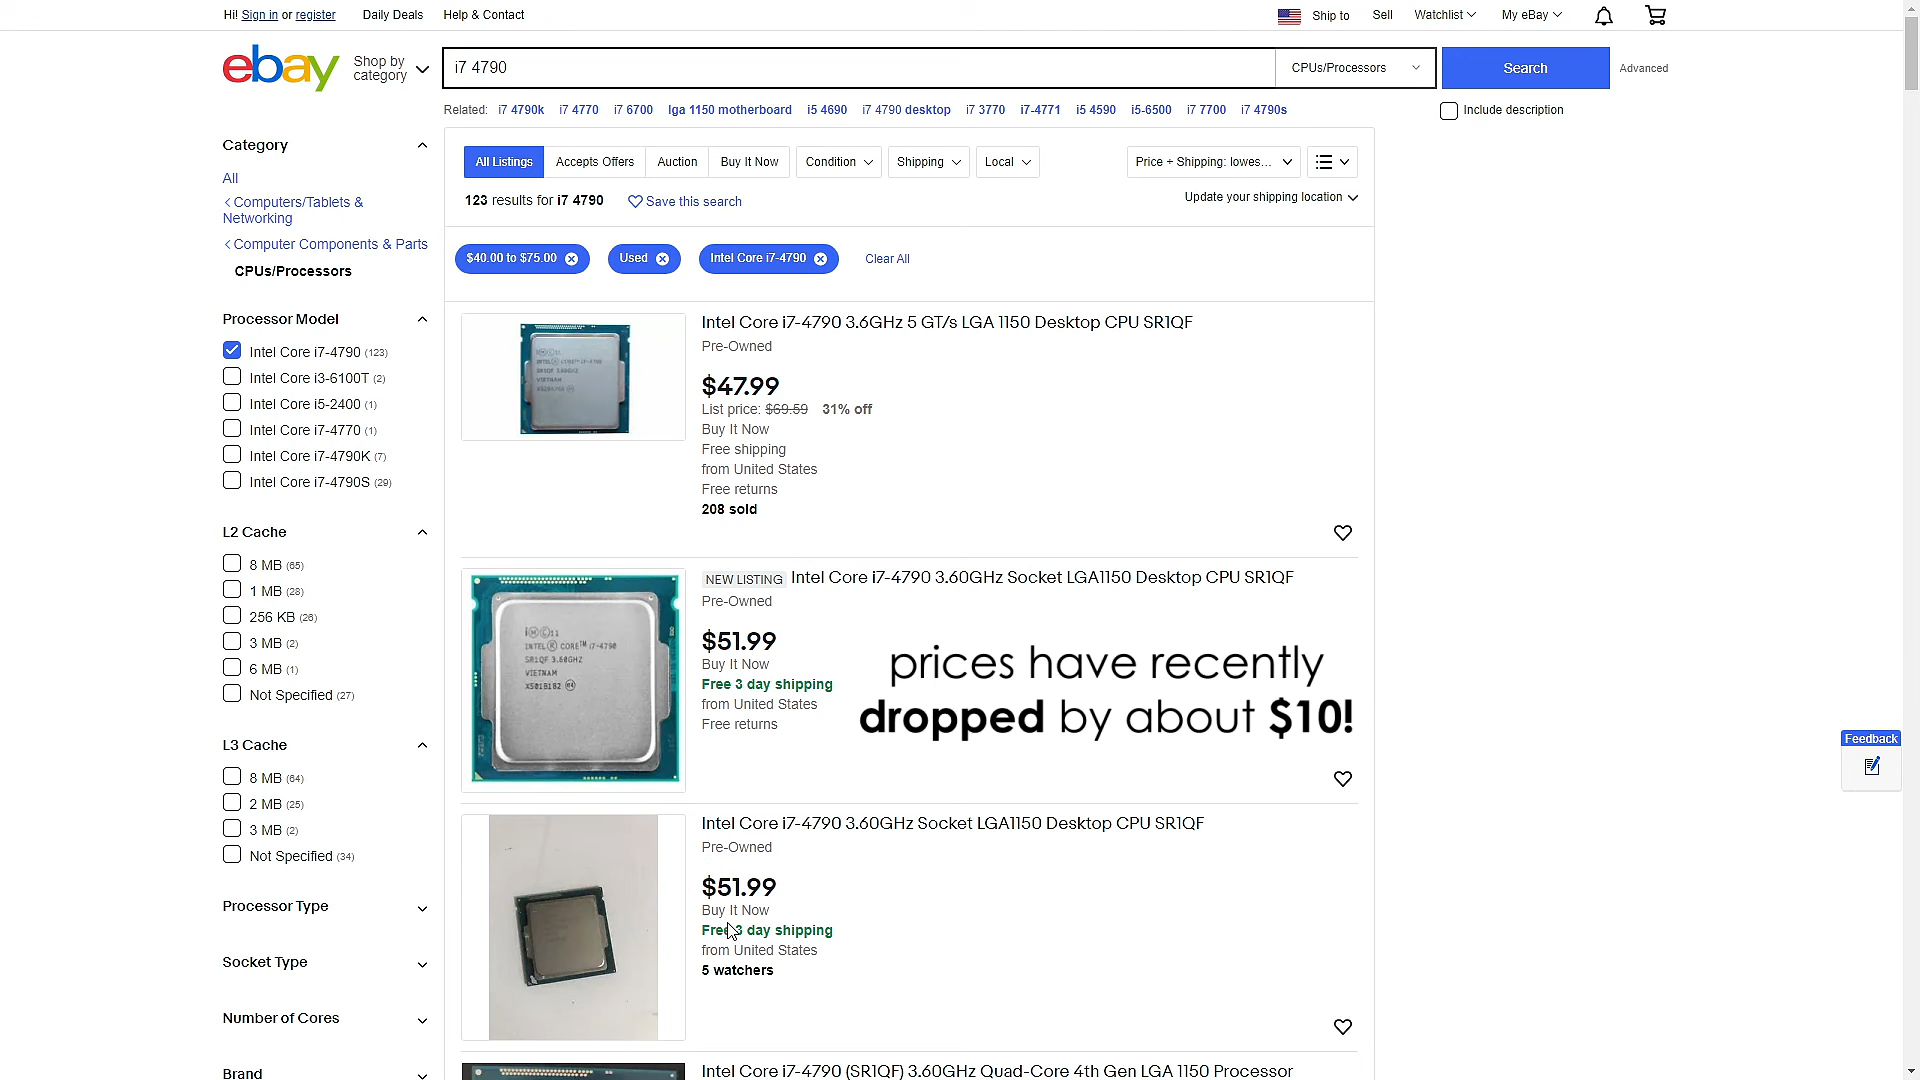 Hi! Sign in or register Daily Deals Help & Contact Ship to Sell Watchlist My eBay
ebay Shop by category i7 4790 CPUs/Processors Search Advanced
Related: i7 4790k i7 4770 i7 6700 lga 1150 motherboard i5 4690 i7 4790 desktop i7 3770 i7-4771 i5 4590 i5-6500 i7 7700 i7 4790s Include description
Category
All
Computers/Tablets &
Networking
Computer Components & Parts
CPUs/Processors
Processor Model
Intel Core i7-4790 (123)
Intel Core i3-6100T (2)
Intel Core i5-2400 (1)
Intel Core i7-4770 (1)
Intel Core i7-4790K (7)
Intel Core i7-4790S (29)
L2 Cache
8 MB (65)
1 MB (28)
256 KB (26)
3 MB (2)
6 MB (1)
Not Specified (27)
L3 Cache
8 MB (64)
2 MB (25)
3 MB (2)
Not Specified (34)
Processor Type
Socket Type
Number of Cores
Brand
All Listings Accepts Offers Auction Buy It Now Condition Shipping Local Price + Shipping: lowes...
123 results for i7 4790 Save this search Update your shipping location
$40.00 to $75.00 Used Intel Core i7-4790 Clear All
Intel Core i7-4790 3.6GHz 5 GT/s LGA 1150 Desktop CPU SR1QF
Pre-Owned
$47.99
List price: $69.59 31% off
Buy It Now
Free shipping
from United States
Free returns
208 sold
NEW LISTING Intel Core i7-4790 3.60GHz Socket LGA1150 Desktop CPU SR1QF
Pre-Owned
$51.99
Buy It Now
Free 3 day shipping
from United States
Free returns
INTEL® CORE™ i7-4790
SR1QF 3.60GHZ
VIETNAM
prices have recently
dropped by about $10!
Intel Core i7-4790 3.60GHz Socket LGA1150 Desktop CPU SR1QF
Pre-Owned
$51.99
Buy It Now
Free 3 day shipping
from United States
5 watchers
Intel Core i7-4790 (SR1QF) 3.60GHz Quad-Core 4th Gen LGA 1150 Processor
Feedback